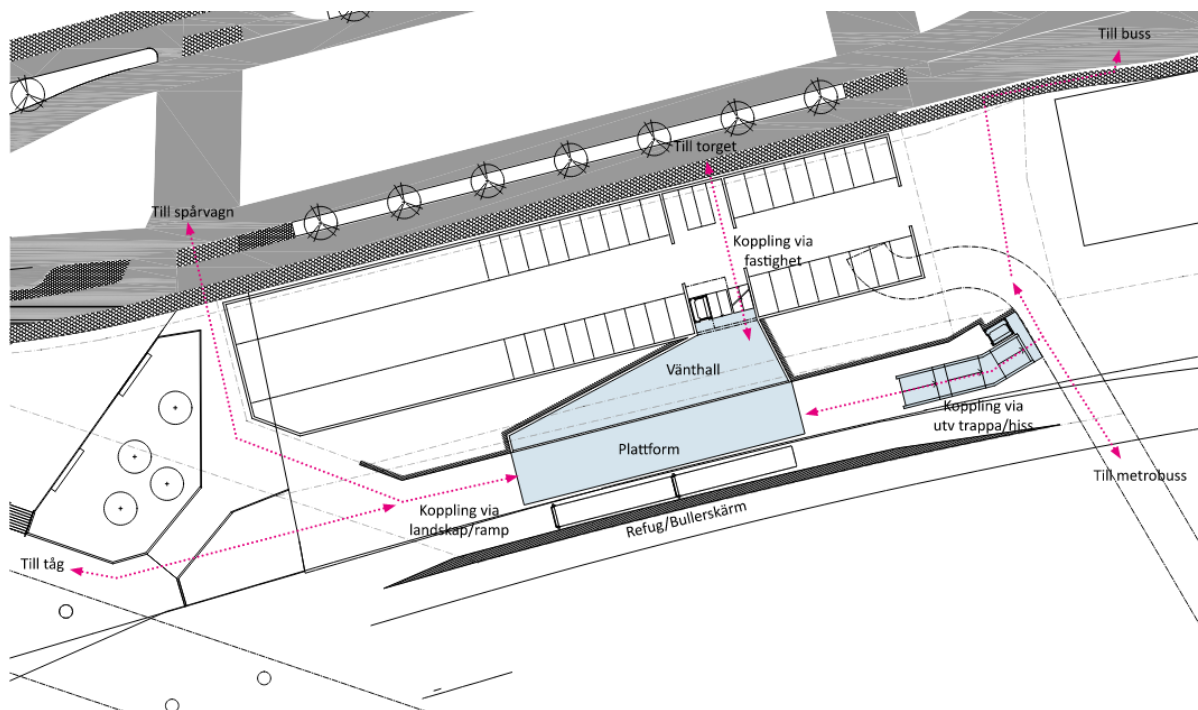 Till buss
Till torget
Till spårvagn
Koppling via
fastighet
Vänthall
Koppling via
utv trappa/hiss
Plattform
Till metrobuss
Koppling via
landskap/ramp
Refug/Bullerskärm
Till tåg